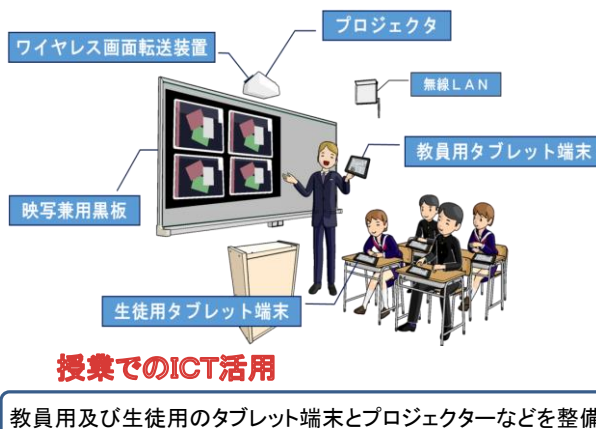 プロジェクタ
ワイヤレス画面転送装置
無線LAN
教員用タブレット端末
映写兼用黒板
生徒用タブレット端末
授業でのICT活用
教員用及び生徒用のタブレット端末とプロジェクターなどを整備